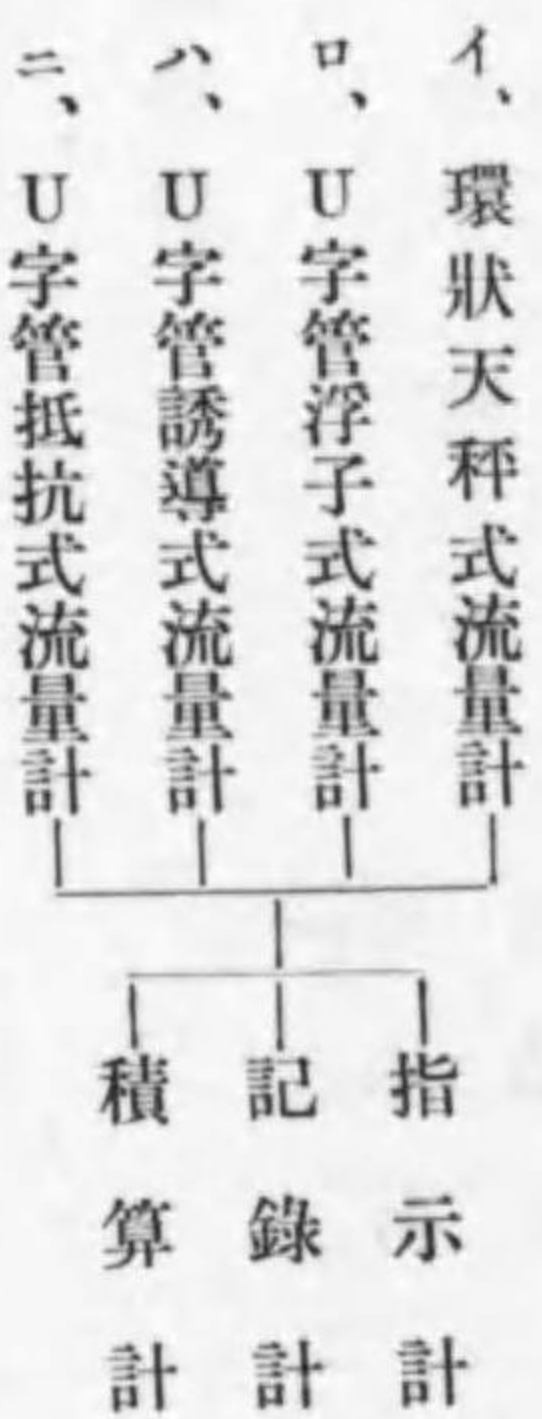 イ、環狀天秤式流量計
ロ、U字管浮子式流量計
ハ、U字管誘導式流量計
ニ、U字管抵抗式流量計
指示計
記錄計
積算計